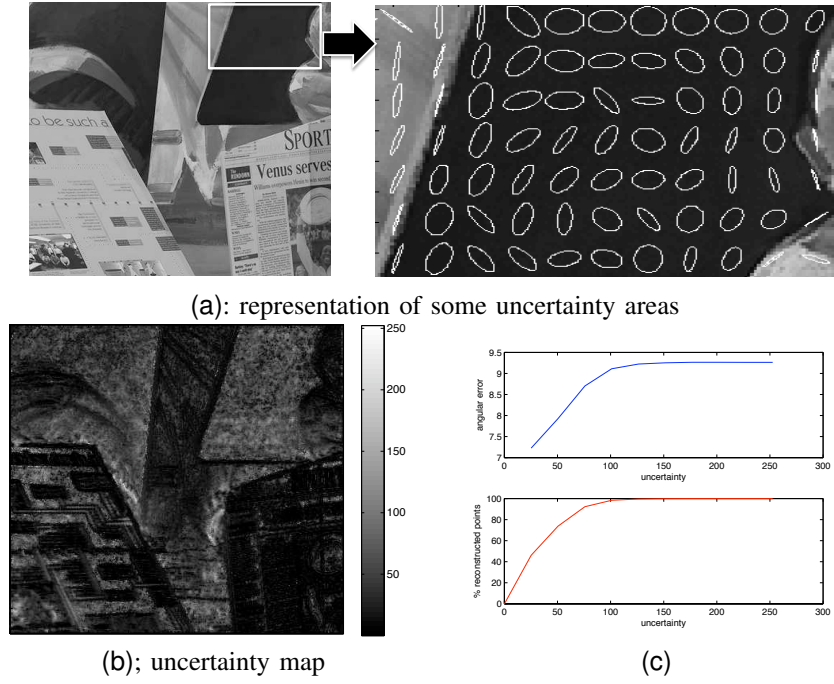 to be such a
SPORT
The
RUNDOWN
Venus serves
(a): representation of some uncertainty areas
250
200
150
100
50
(b); uncertainty map
9.5
9
8.5
8
7.5
7
angular error
0 50 100 150 200 250 300
uncertainty
100
80
60
40
20
0
% reconstructed points
0 50 100 150 200 250 300
uncertainty
(c)